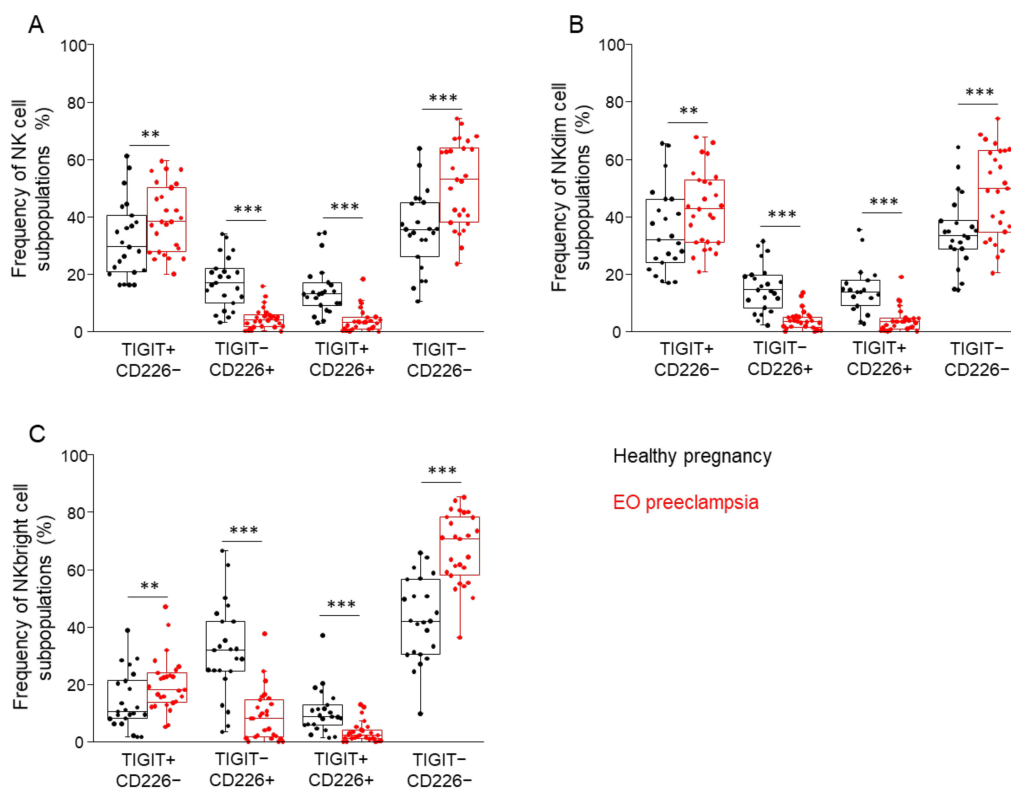 A
Frequency of NK cell
subpopulations %)
100
80
60
40
20
0
**
***
***
***
TIGIT+ TIGIT− TIGIT+ TIGIT−
CD226− CD226+ CD226+ CD226−
B
Frequency of NKdim cell
subpopulations (%)
100
80
60
40
20
0
**
***
***
***
TIGIT+ TIGIT− TIGIT+ TIGIT−
CD226− CD226+ CD226+ CD226−
C
Frequency of NKbright cell
subpopulations (%)
100
80
60
40
20
0
**
***
***
***
TIGIT+ TIGIT− TIGIT+ TIGIT−
CD226− CD226+ CD226+ CD226−
Healthy pregnancy
EO preeclampsia